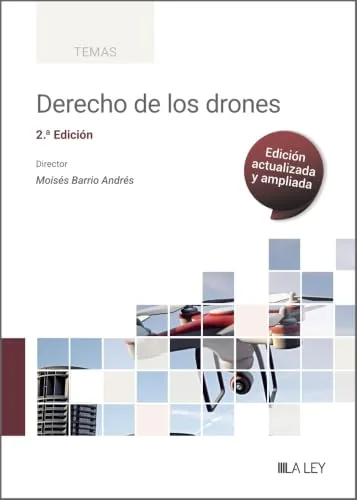 TEMAS
Derecho de los drones
2.ª Edición
Director
Moisés Barrio Andrés
Edición
actualizada
y ampliada
LA LEY